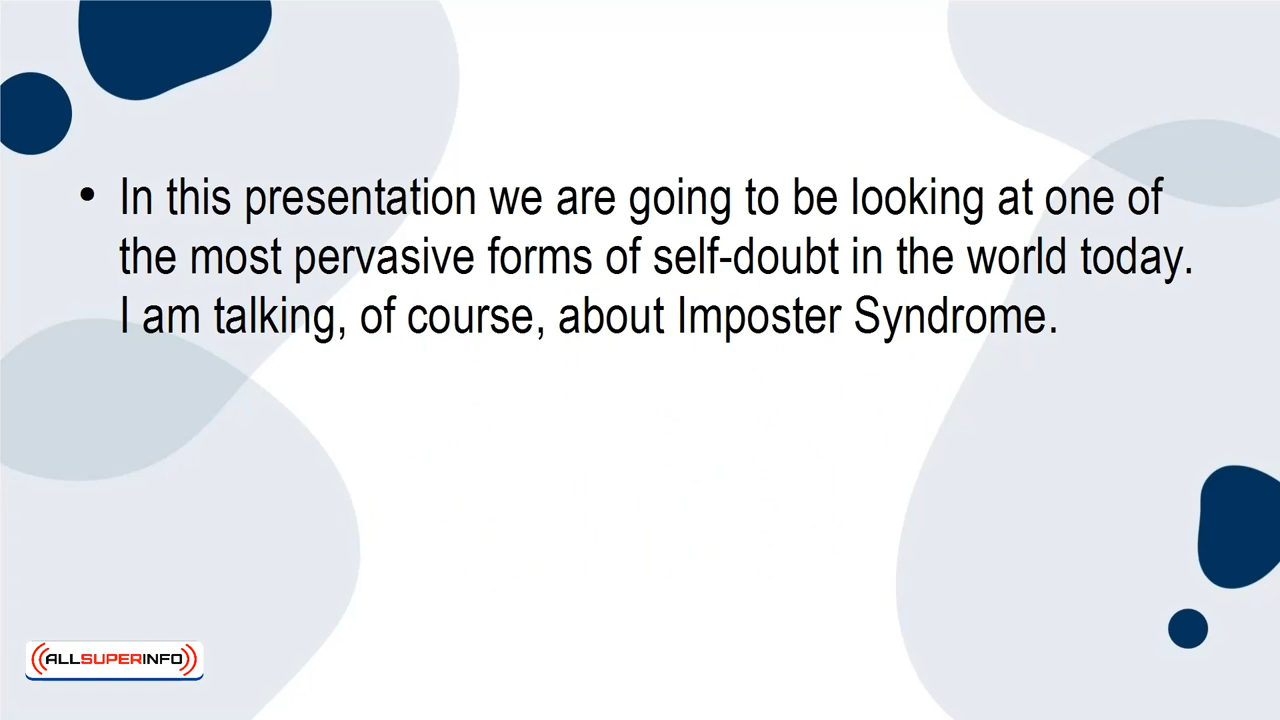 • In this presentation we are going to be looking at one of
the most pervasive forms of self-doubt in the world today.
I am talking, of course, about Imposter Syndrome.
ALLSUPERINFO